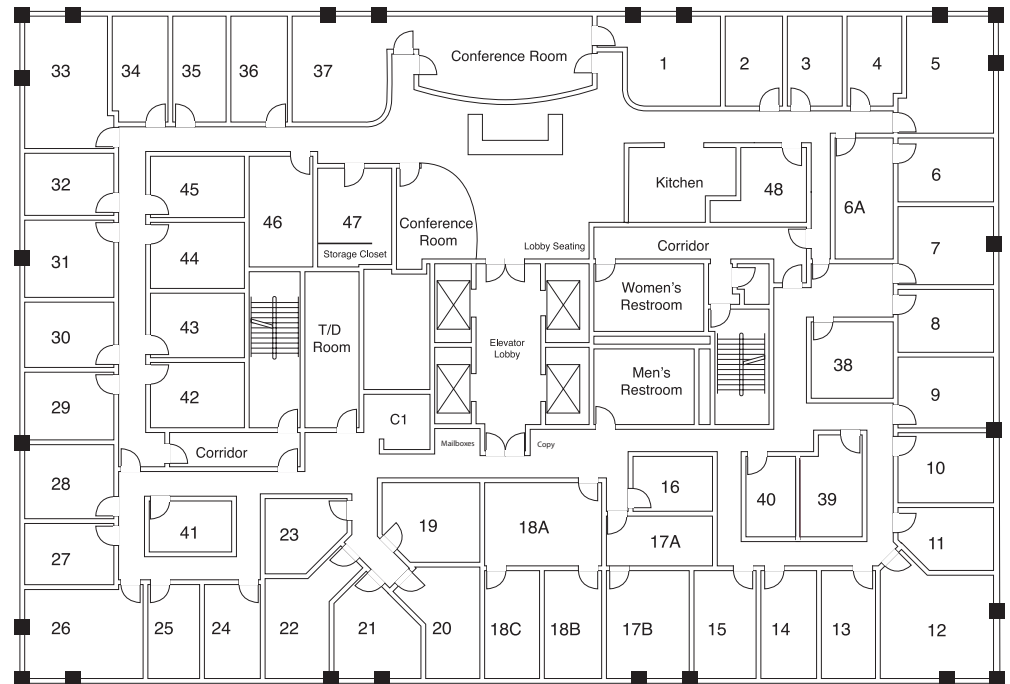 Conference Room
33
34
35
36
37
1
2
3
4
5
32
45
46
47
Storage Closet
Conference
Room
Lobby Seating
Kitchen
48
6A
6
Corridor
31
44
7
Women's
Restroom
30
43
T/D
Room
Elevator
Lobby
8
38
29
42
C1
Men's
Restroom
9
Mailboxes
Copy
Corridor
28
10
16
40
39
41
23
19
18A
17A
27
11
26
25
24
22
21
20
18C
18B
17B
15
14
13
12